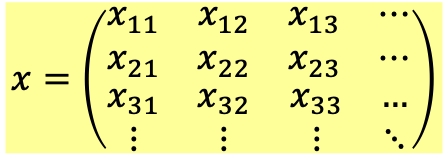 x = ( x₁₁ x₁₂ x₁₃ ⋯
x₂₁ x₂₂ x₂₃ ⋯
x₃₁ x₃₂ x₃₃ …
⋮ ⋮ ⋮ ⋱ )